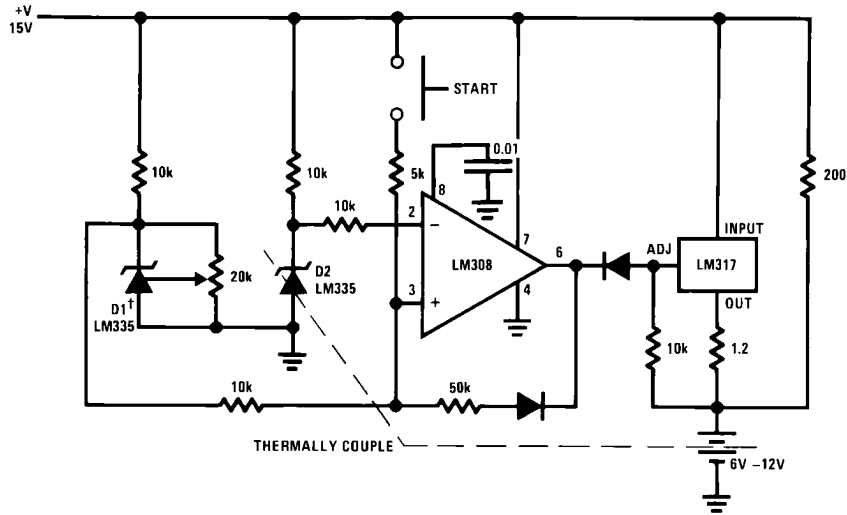 +V
15V
START
10k
10k
5k
0.01
8
200
10k
2
−
7
6
ADJ
INPUT
LM317
OUT
LM308
20k
D2
LM335
D1†
LM335
3
+
4
10k
1.2
10k
50k
THERMALLY COUPLE
6V –12V